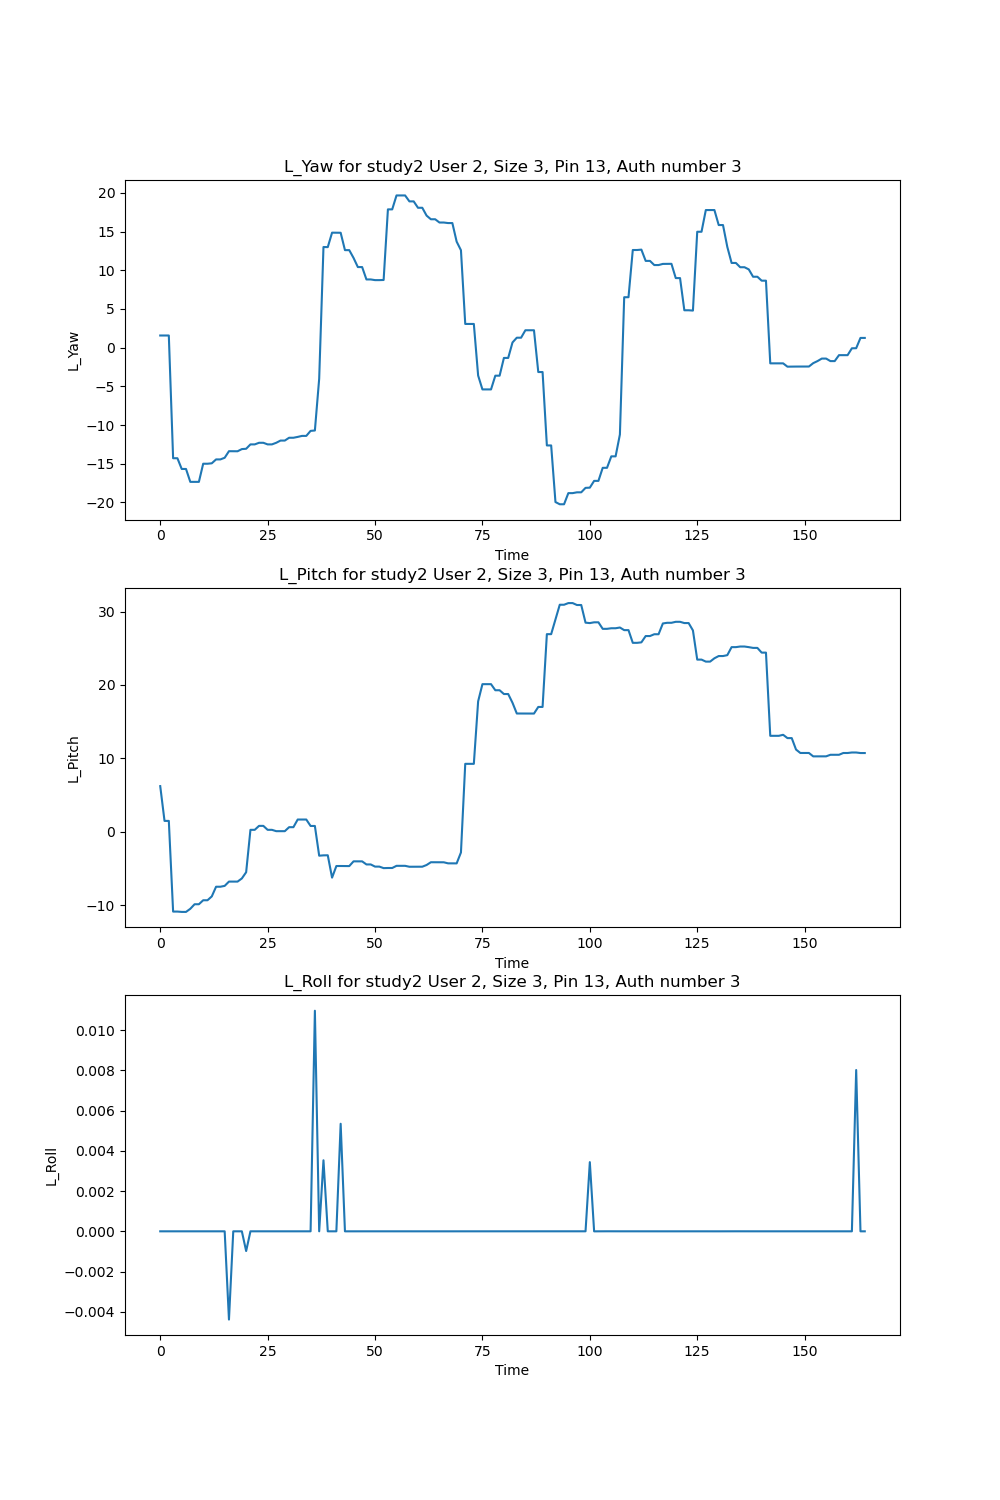 L_Yaw for study2 User 2, Size 3, Pin 13, Auth number 3
20
15
10
5
0
−5
−10
−15
−20
L_Yaw
0 25 50 75 100 125 150
Time
L_Pitch for study2 User 2, Size 3, Pin 13, Auth number 3
30
20
10
0
−10
L_Pitch
0 25 50 75 100 125 150
Time
L_Roll for study2 User 2, Size 3, Pin 13, Auth number 3
0.010
0.008
0.006
0.004
0.002
0.000
−0.002
−0.004
L_Roll
0 25 50 75 100 125 150
Time